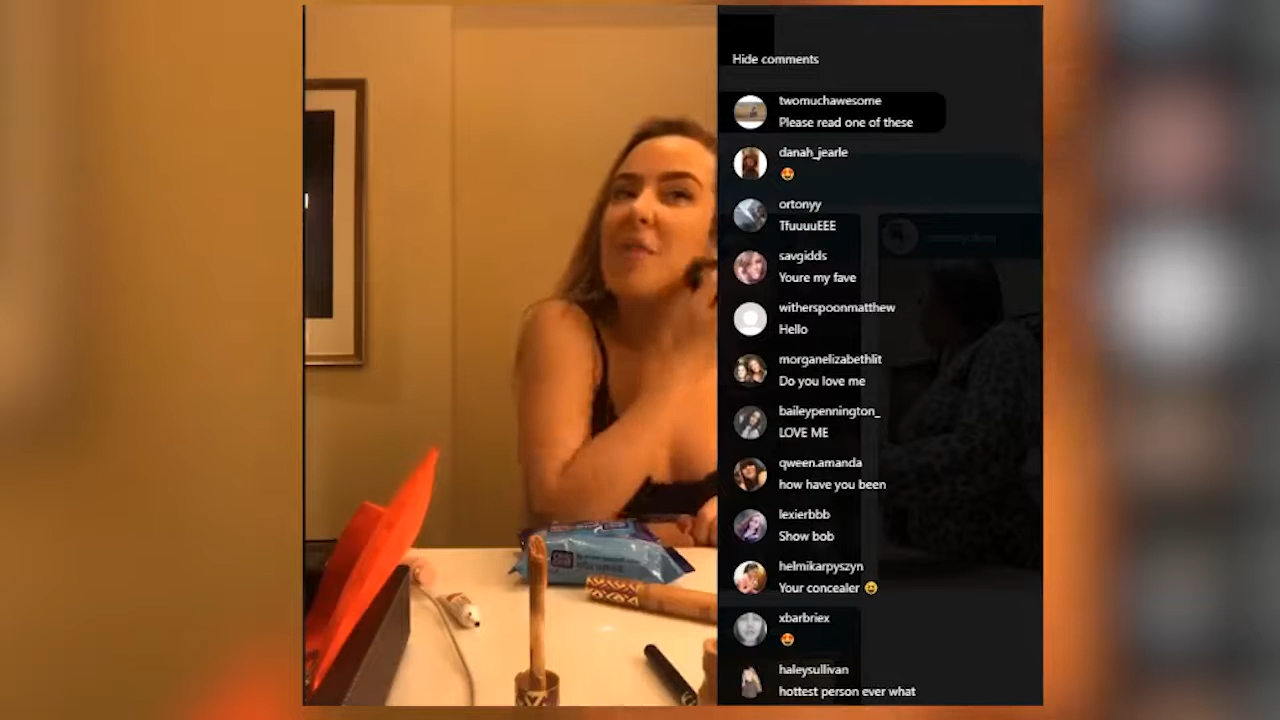 Hide comments
twomuchawesome
Please read one of these
danah_jearle
😍
ortonyy
TfuuuuEEE
savgidds
Youre my fave
witherspoonmatthew
Hello
morganelizabethlit
Do you love me
baileypennington_
LOVE ME
qween.amanda
how have you been
lexierbbb
Show bob
helmikarpyszyn
Your concealer 😀
xbarbriex
😍
haleysullivan
hottest person ever what